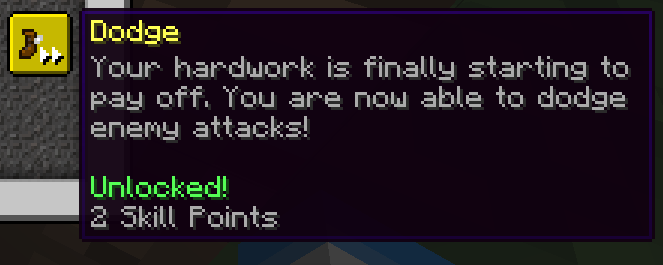 Dodge
Your hardwork is finally starting to
pay off. You are now able to dodge
enemy attacks!
Unlocked!
2 Skill Points